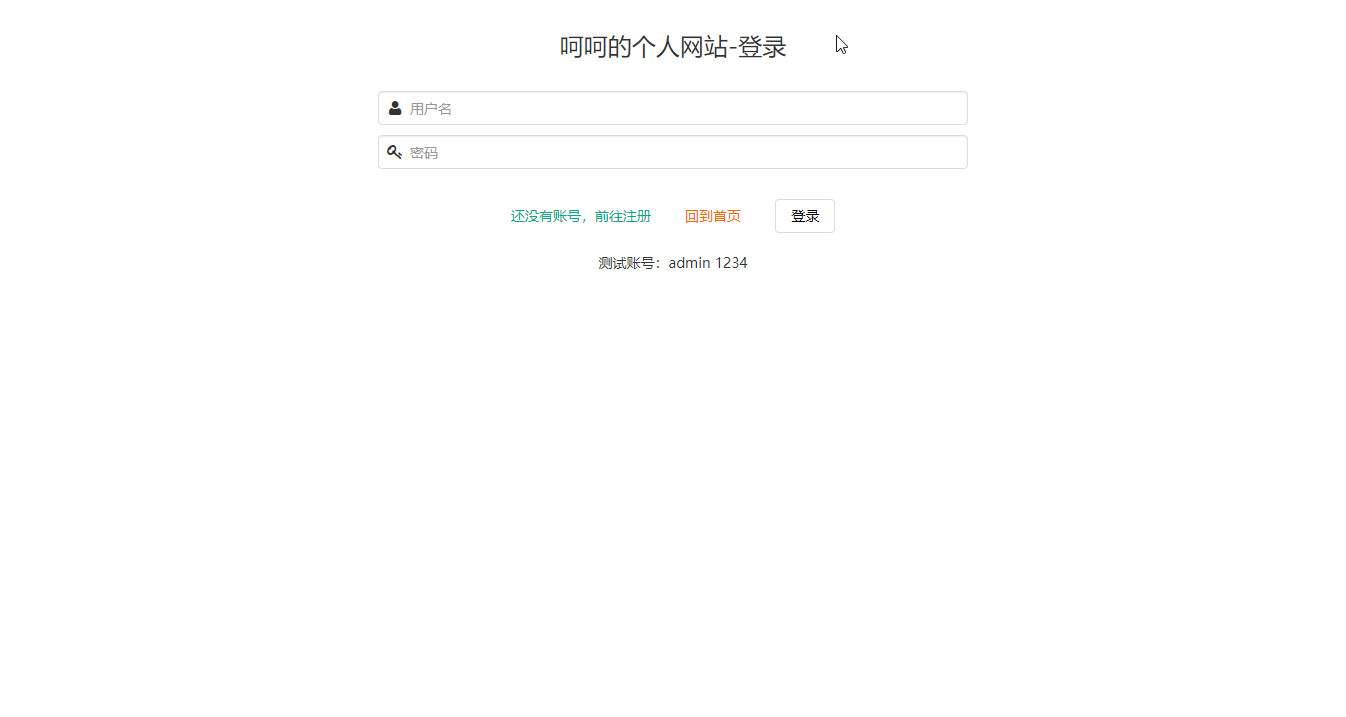 呵呵的个人网站-登录
用户名
密码
还没有账号，前往注册 回到首页 登录
测试账号：admin 1234